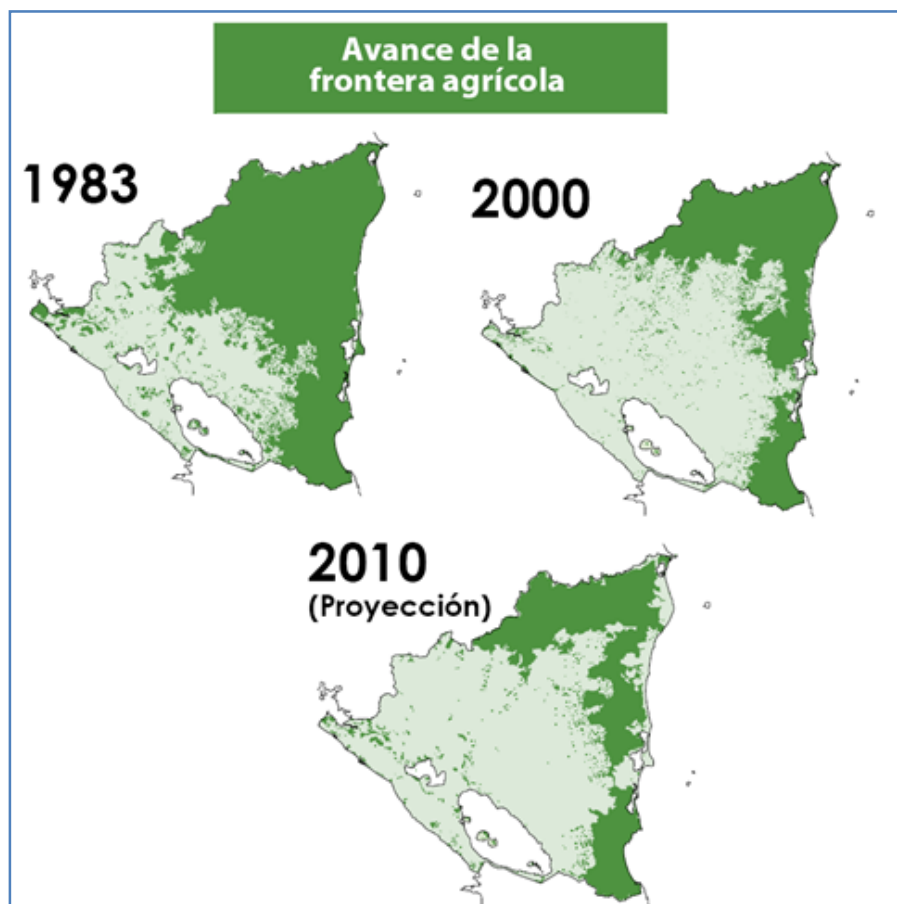 Avance de la
frontera agrícola
1983
2000
2010
(Proyección)